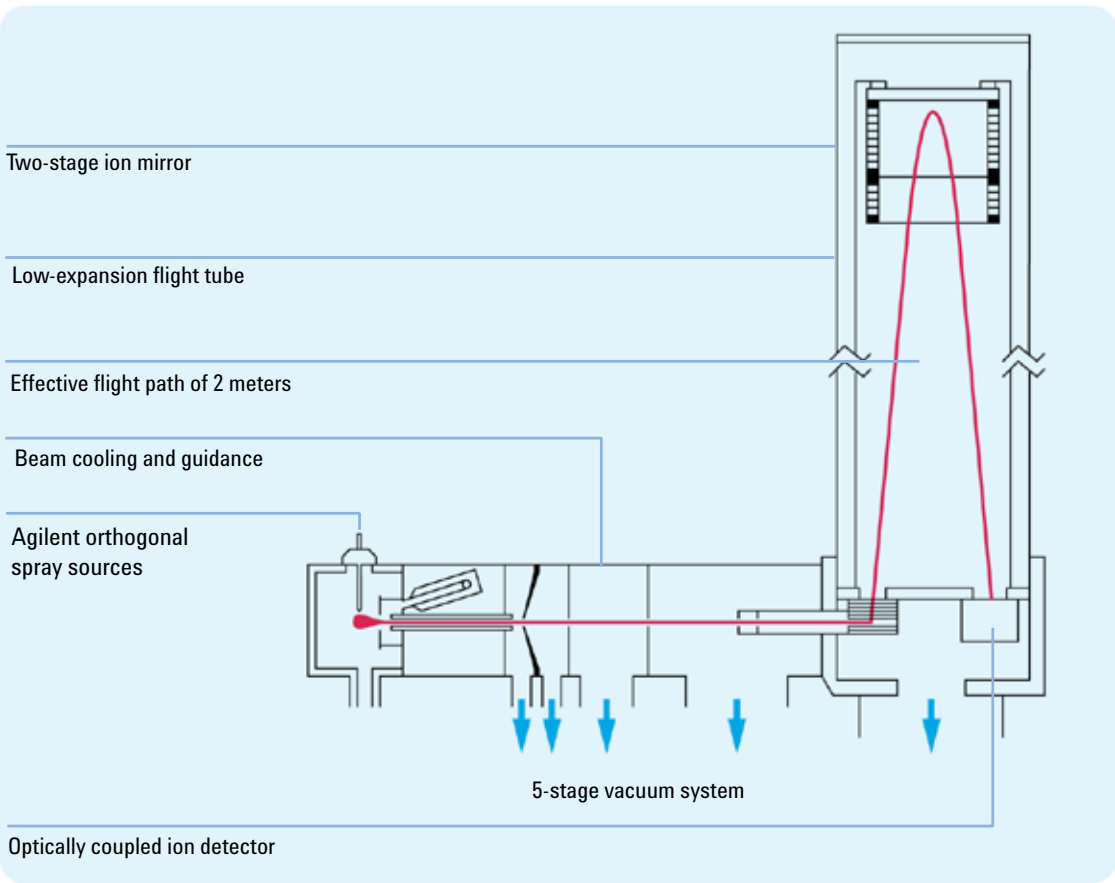 Two-stage ion mirror
Low-expansion flight tube
Effective flight path of 2 meters
Beam cooling and guidance
Agilent orthogonal
spray sources
5-stage vacuum system
Optically coupled ion detector